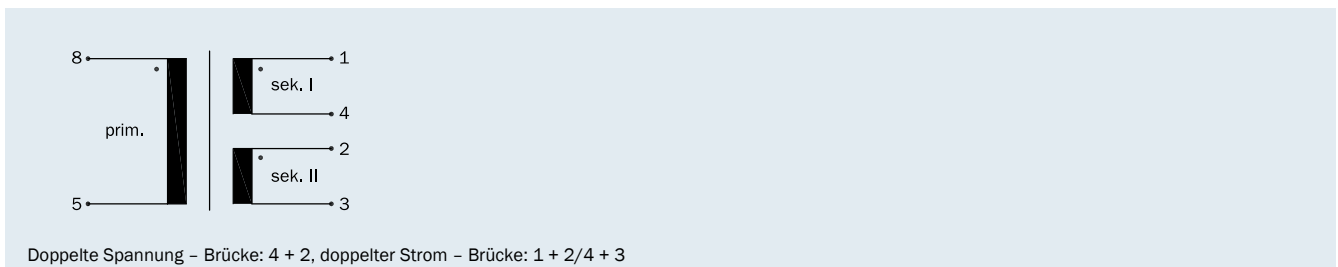 8
1
sek. I
4
prim.
2
sek. II
5
3
Doppelte Spannung – Brücke: 4 + 2, doppelter Strom – Brücke: 1 + 2/4 + 3